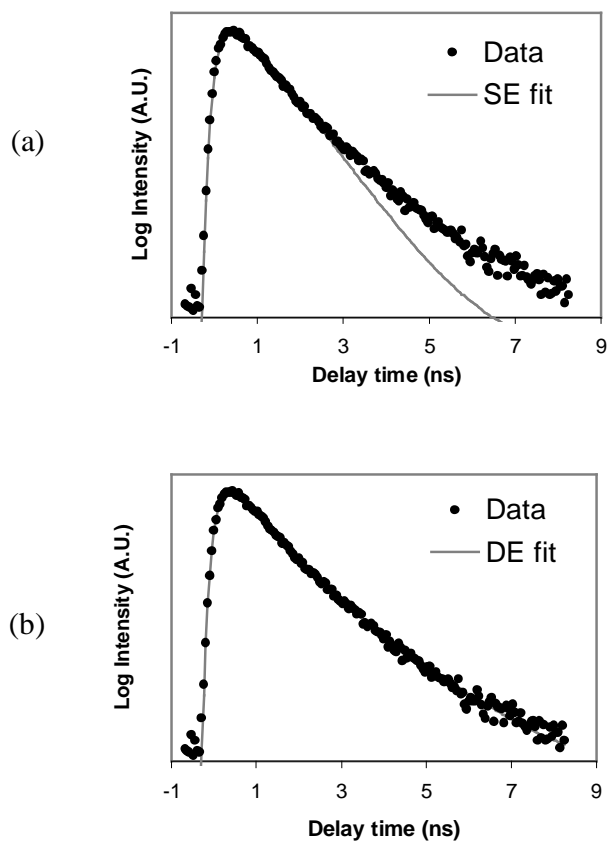 (a)
Log Intensity (A.U.)
Data
SE fit
-1 1 3 5 7 9
Delay time (ns)
(b)
Log Intensity (A.U.)
Data
DE fit
-1 1 3 5 7 9
Delay time (ns)